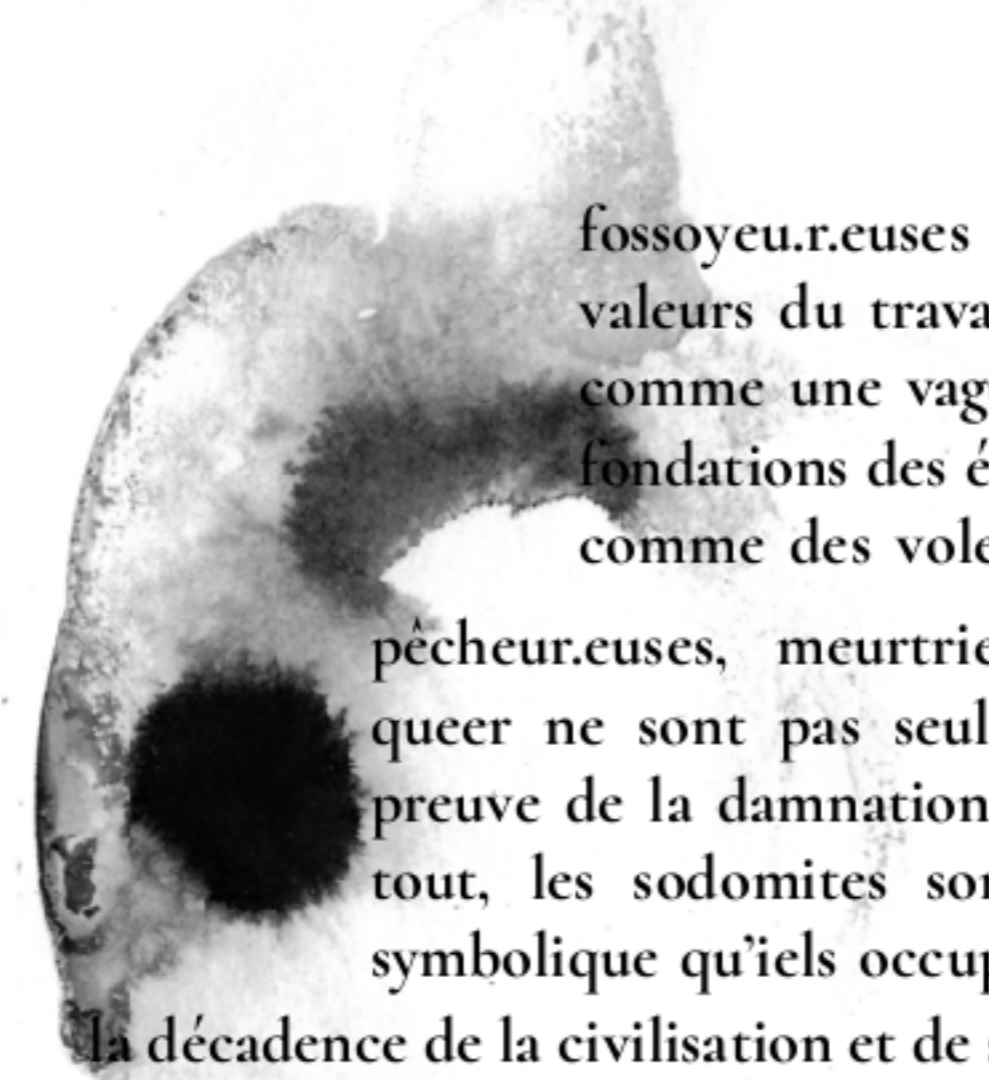 fossoyeu.r.euses
valeurs du trava
comme une vag
fondations des é
comme des vole
pêcheur.euses, meurtrie
queer ne sont pas seul
preuve de la damnation
tout, les sodomites son
symbolique qu’iels occup
la décadence de la civilisation et de